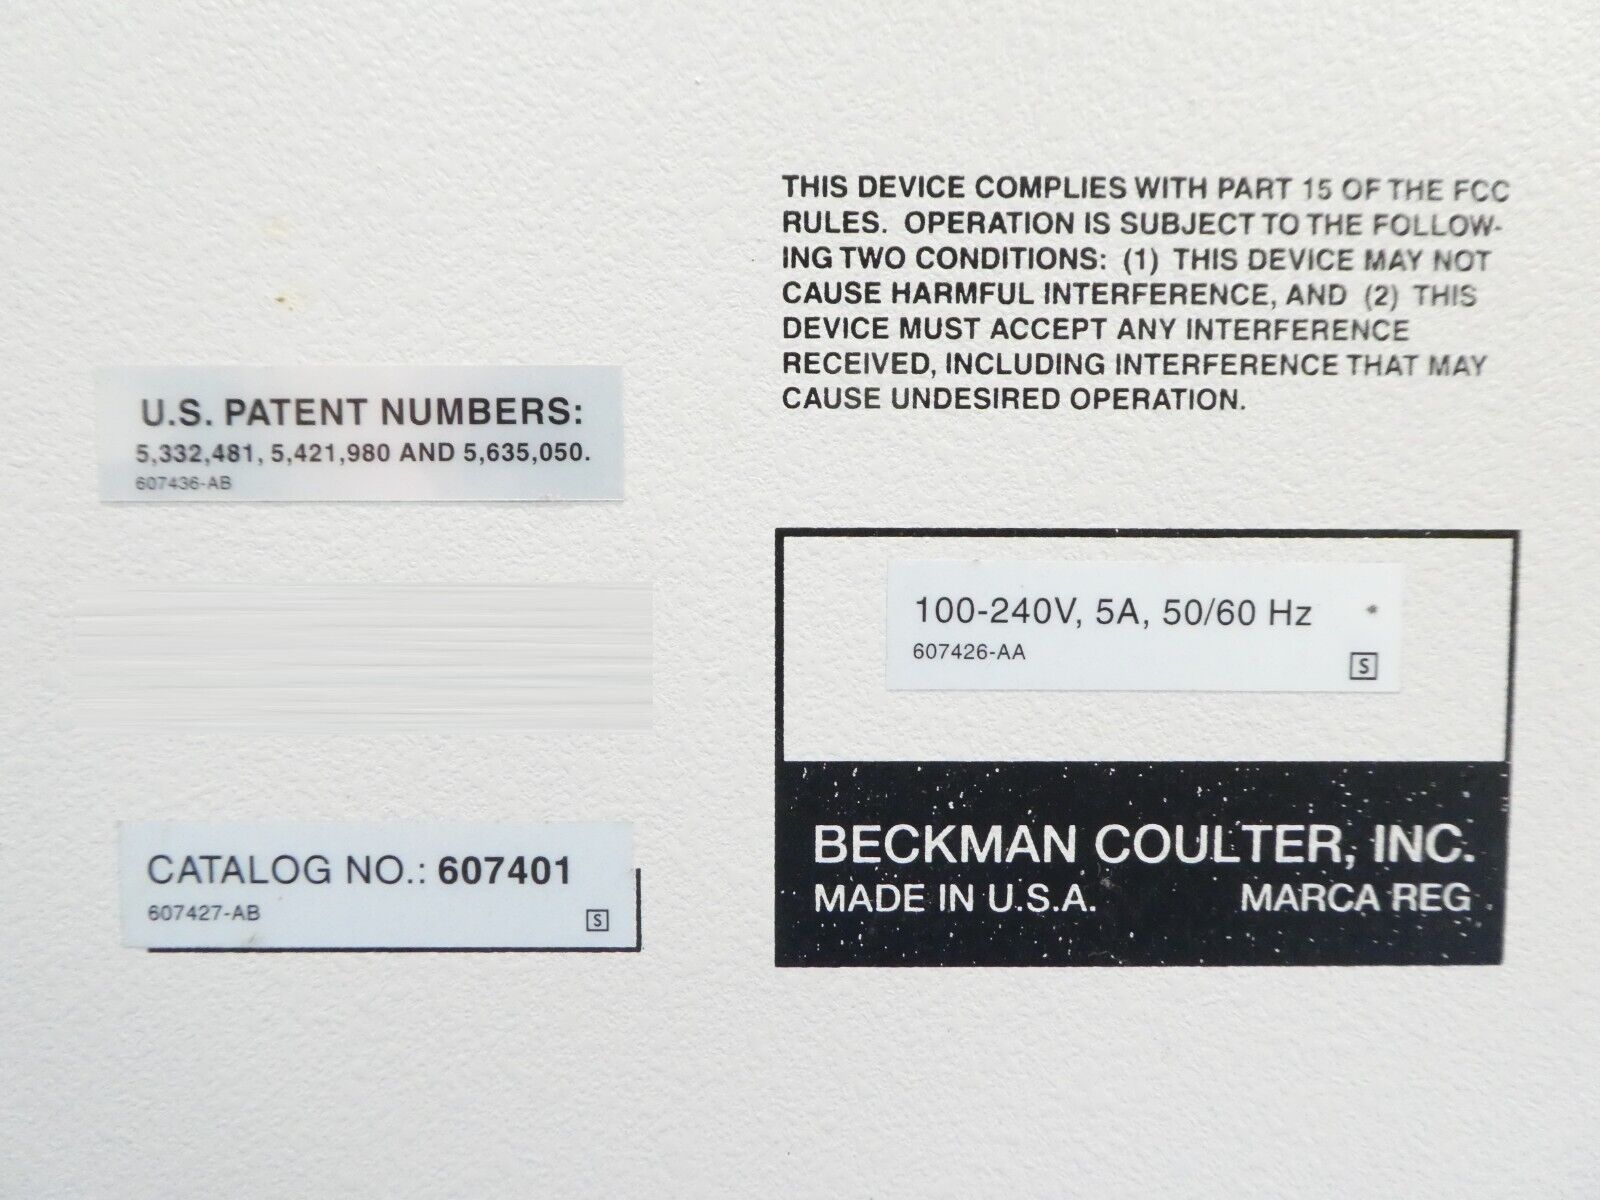 THIS DEVICE COMPLIES WITH PART 15 OF THE FCC
RULES. OPERATION IS SUBJECT TO THE FOLLOW-
ING TWO CONDITIONS: (1) THIS DEVICE MAY NOT
CAUSE HARMFUL INTERFERENCE, AND (2) THIS
DEVICE MUST ACCEPT ANY INTERFERENCE
RECEIVED, INCLUDING INTERFERENCE THAT MAY
CAUSE UNDESIRED OPERATION.
U.S. PATENT NUMBERS:
5,332,481, 5,421,980 AND 5,635,050.
607436-AB
100-240V, 5A, 50/60 Hz
607426-AA
S
CATALOG NO.: 607401
607427-AB
S
BECKMAN COULTER, INC.
MADE IN U.S.A. MARCA REG